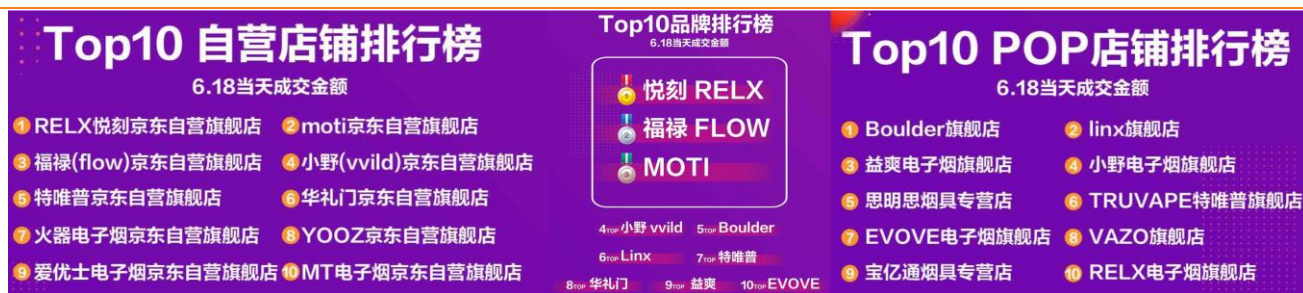 Top10 自营店铺排行榜
6.18当天成交金额
1 RELX悦刻京东自营旗舰店 2 moti京东自营旗舰店
3 福禄(flow)京东自营旗舰店 4 小野(vvild)京东自营旗舰店
5 特唯普京东自营旗舰店 6 华礼门京东自营旗舰店
7 火器电子烟京东自营旗舰店 8 YOOZ京东自营旗舰店
9 爱优士电子烟京东自营旗舰店 10 MT电子烟京东自营旗舰店
Top10品牌排行榜
6.18当天成交金额
1 悦刻 RELX
2 福禄 FLOW
3 MOTI
4TOP 小野 vvild 5TOP Boulder
6TOP Linx 7TOP 特唯普
8TOP 华礼门 9TOP 益爽 10TOP EVOVE
Top10 POP店铺排行榜
6.18当天成交金额
1 Boulder旗舰店 2 linx旗舰店
3 益爽电子烟旗舰店 4 小野电子烟旗舰店
5 思明思烟具专营店 6 TRUVAPE特唯普旗舰店
7 EVOVE电子烟旗舰店 8 VAZO旗舰店
9 宝亿通烟具专营店 10 RELX电子烟旗舰店